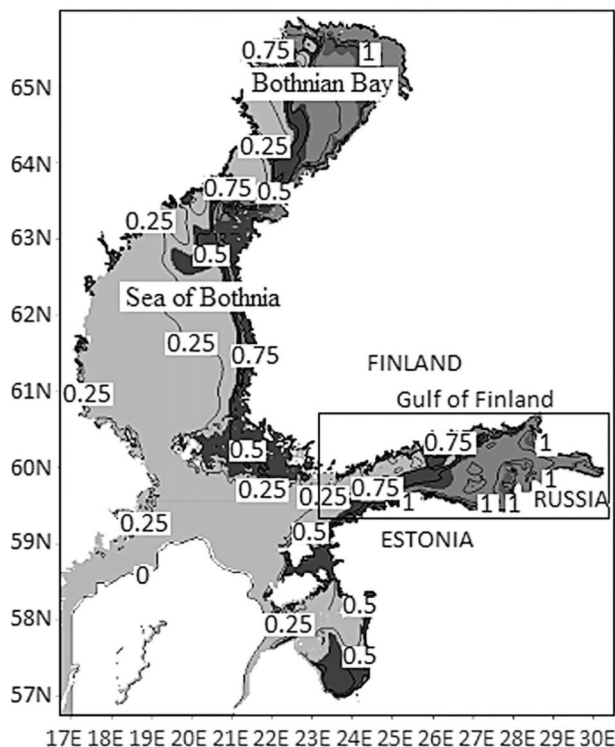 0.75
1
65N
Bothnian Bay
0.25
64N
0.75
0.5
0.25
63N
0.5
Sea of Bothnia
62N
0.25
0.75
FINLAND
61N
0.25
Gulf of Finland
0.5
0.75
1
60N
0.25
0.25
0.75
1
1
1
1
1
RUSSIA
0.25
0.5
59N
ESTONIA
0
0.5
58N
0.25
0.5
57N
17E 18E 19E 20E 21E 22E 23E 24E 25E 26E 27E 28E 29E 30E